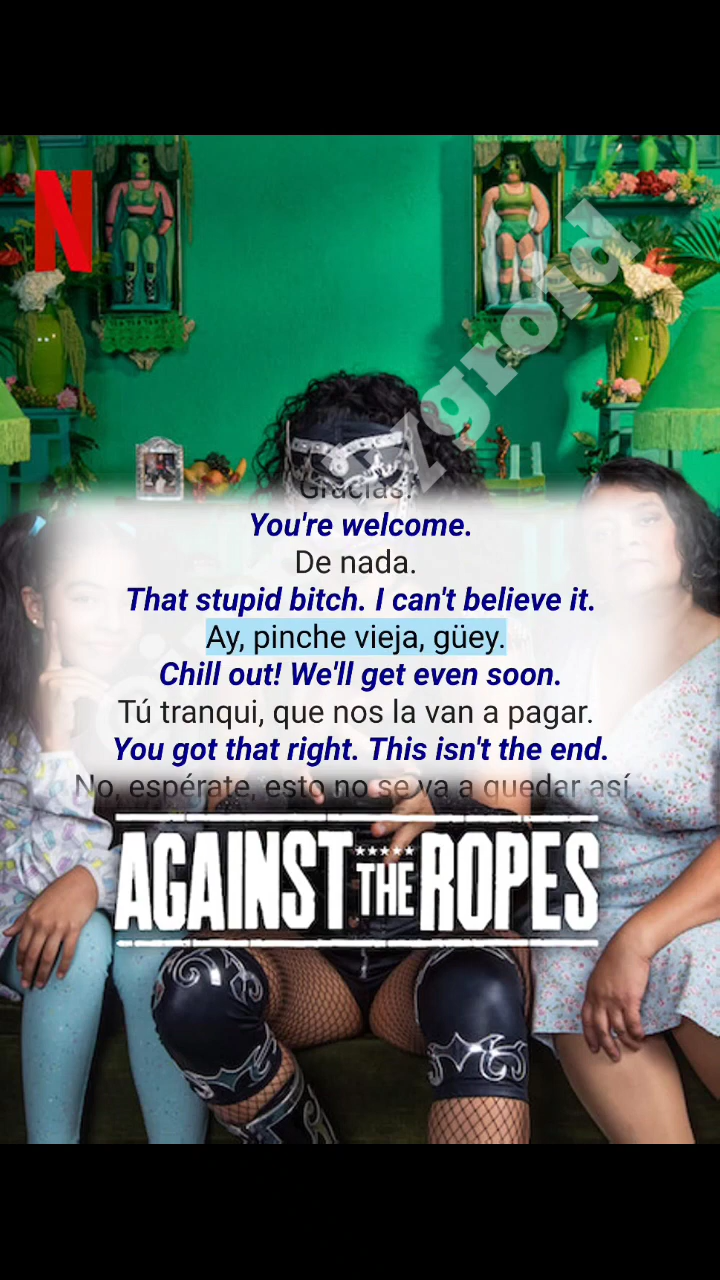 N
Gracias.
You're welcome.
De nada.
That stupid bitch. I can't believe it.
Ay, pinche vieja, güey.
Chill out! We'll get even soon.
Tú tranqui, que nos la van a pagar.
You got that right. This isn't the end.
No, espérate, esto no se va a quedar así.
AGAINST THE ROPES